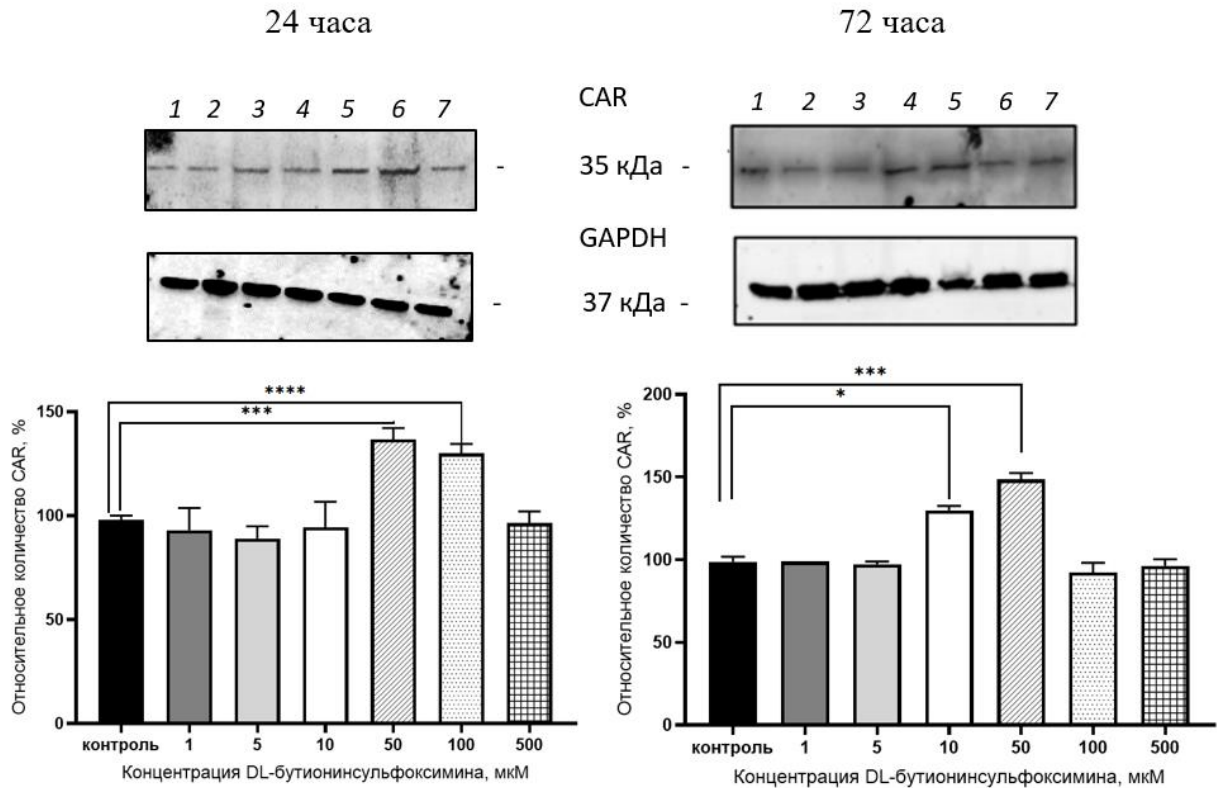 24 часа
72 часа
CAR
1 2 3 4 5 6 7
1 2 3 4 5 6 7
- 35 кДа -
GAPDH
- 37 кДа -
Относительное количество CAR, %
150
100
50
0
****
***
контроль 1 5 10 50 100 500
Концентрация DL-бутионинсульфоксимина, мкМ
Относительное количество CAR, %
200
150
100
50
0
***
*
контроль 1 5 10 50 100 500
Концентрация DL-бутионинсульфоксимина, мкМ